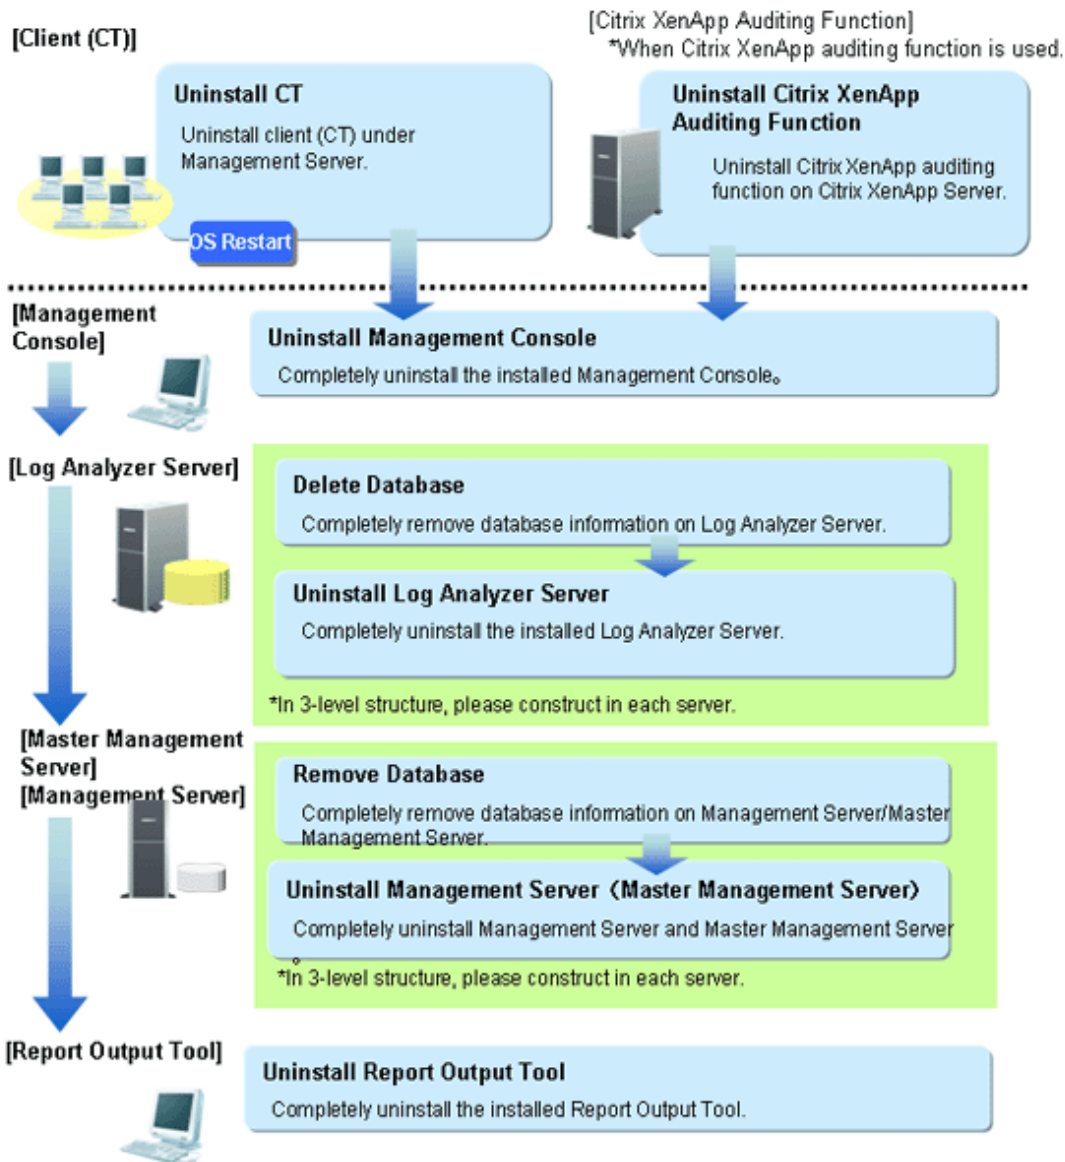 [Client (CT)]
[Citrix XenApp Auditing Function]
*When Citrix XenApp auditing function is used.
Uninstall CT
Uninstall client (CT) under
Management Server.
OS Restart
Uninstall Citrix XenApp
Auditing Function
Uninstall Citrix XenApp auditing
function on Citrix XenApp Server.
[Management
Console]
Uninstall Management Console
Completely uninstall the installed Management Console。
[Log Analyzer Server]
Delete Database
Completely remove database information on Log Analyzer Server.
Uninstall Log Analyzer Server
Completely uninstall the installed Log Analyzer Server.
*In 3-level structure, please construct in each server.
[Master Management
Server]
[Management Server]
Remove Database
Completely remove database information on Management Server/Master
Management Server.
Uninstall Management Server（Master Management Server）
Completely uninstall Management Server and Master Management Server
。
*In 3-level structure, please construct in each server.
[Report Output Tool]
Uninstall Report Output Tool
Completely uninstall the installed Report Output Tool.